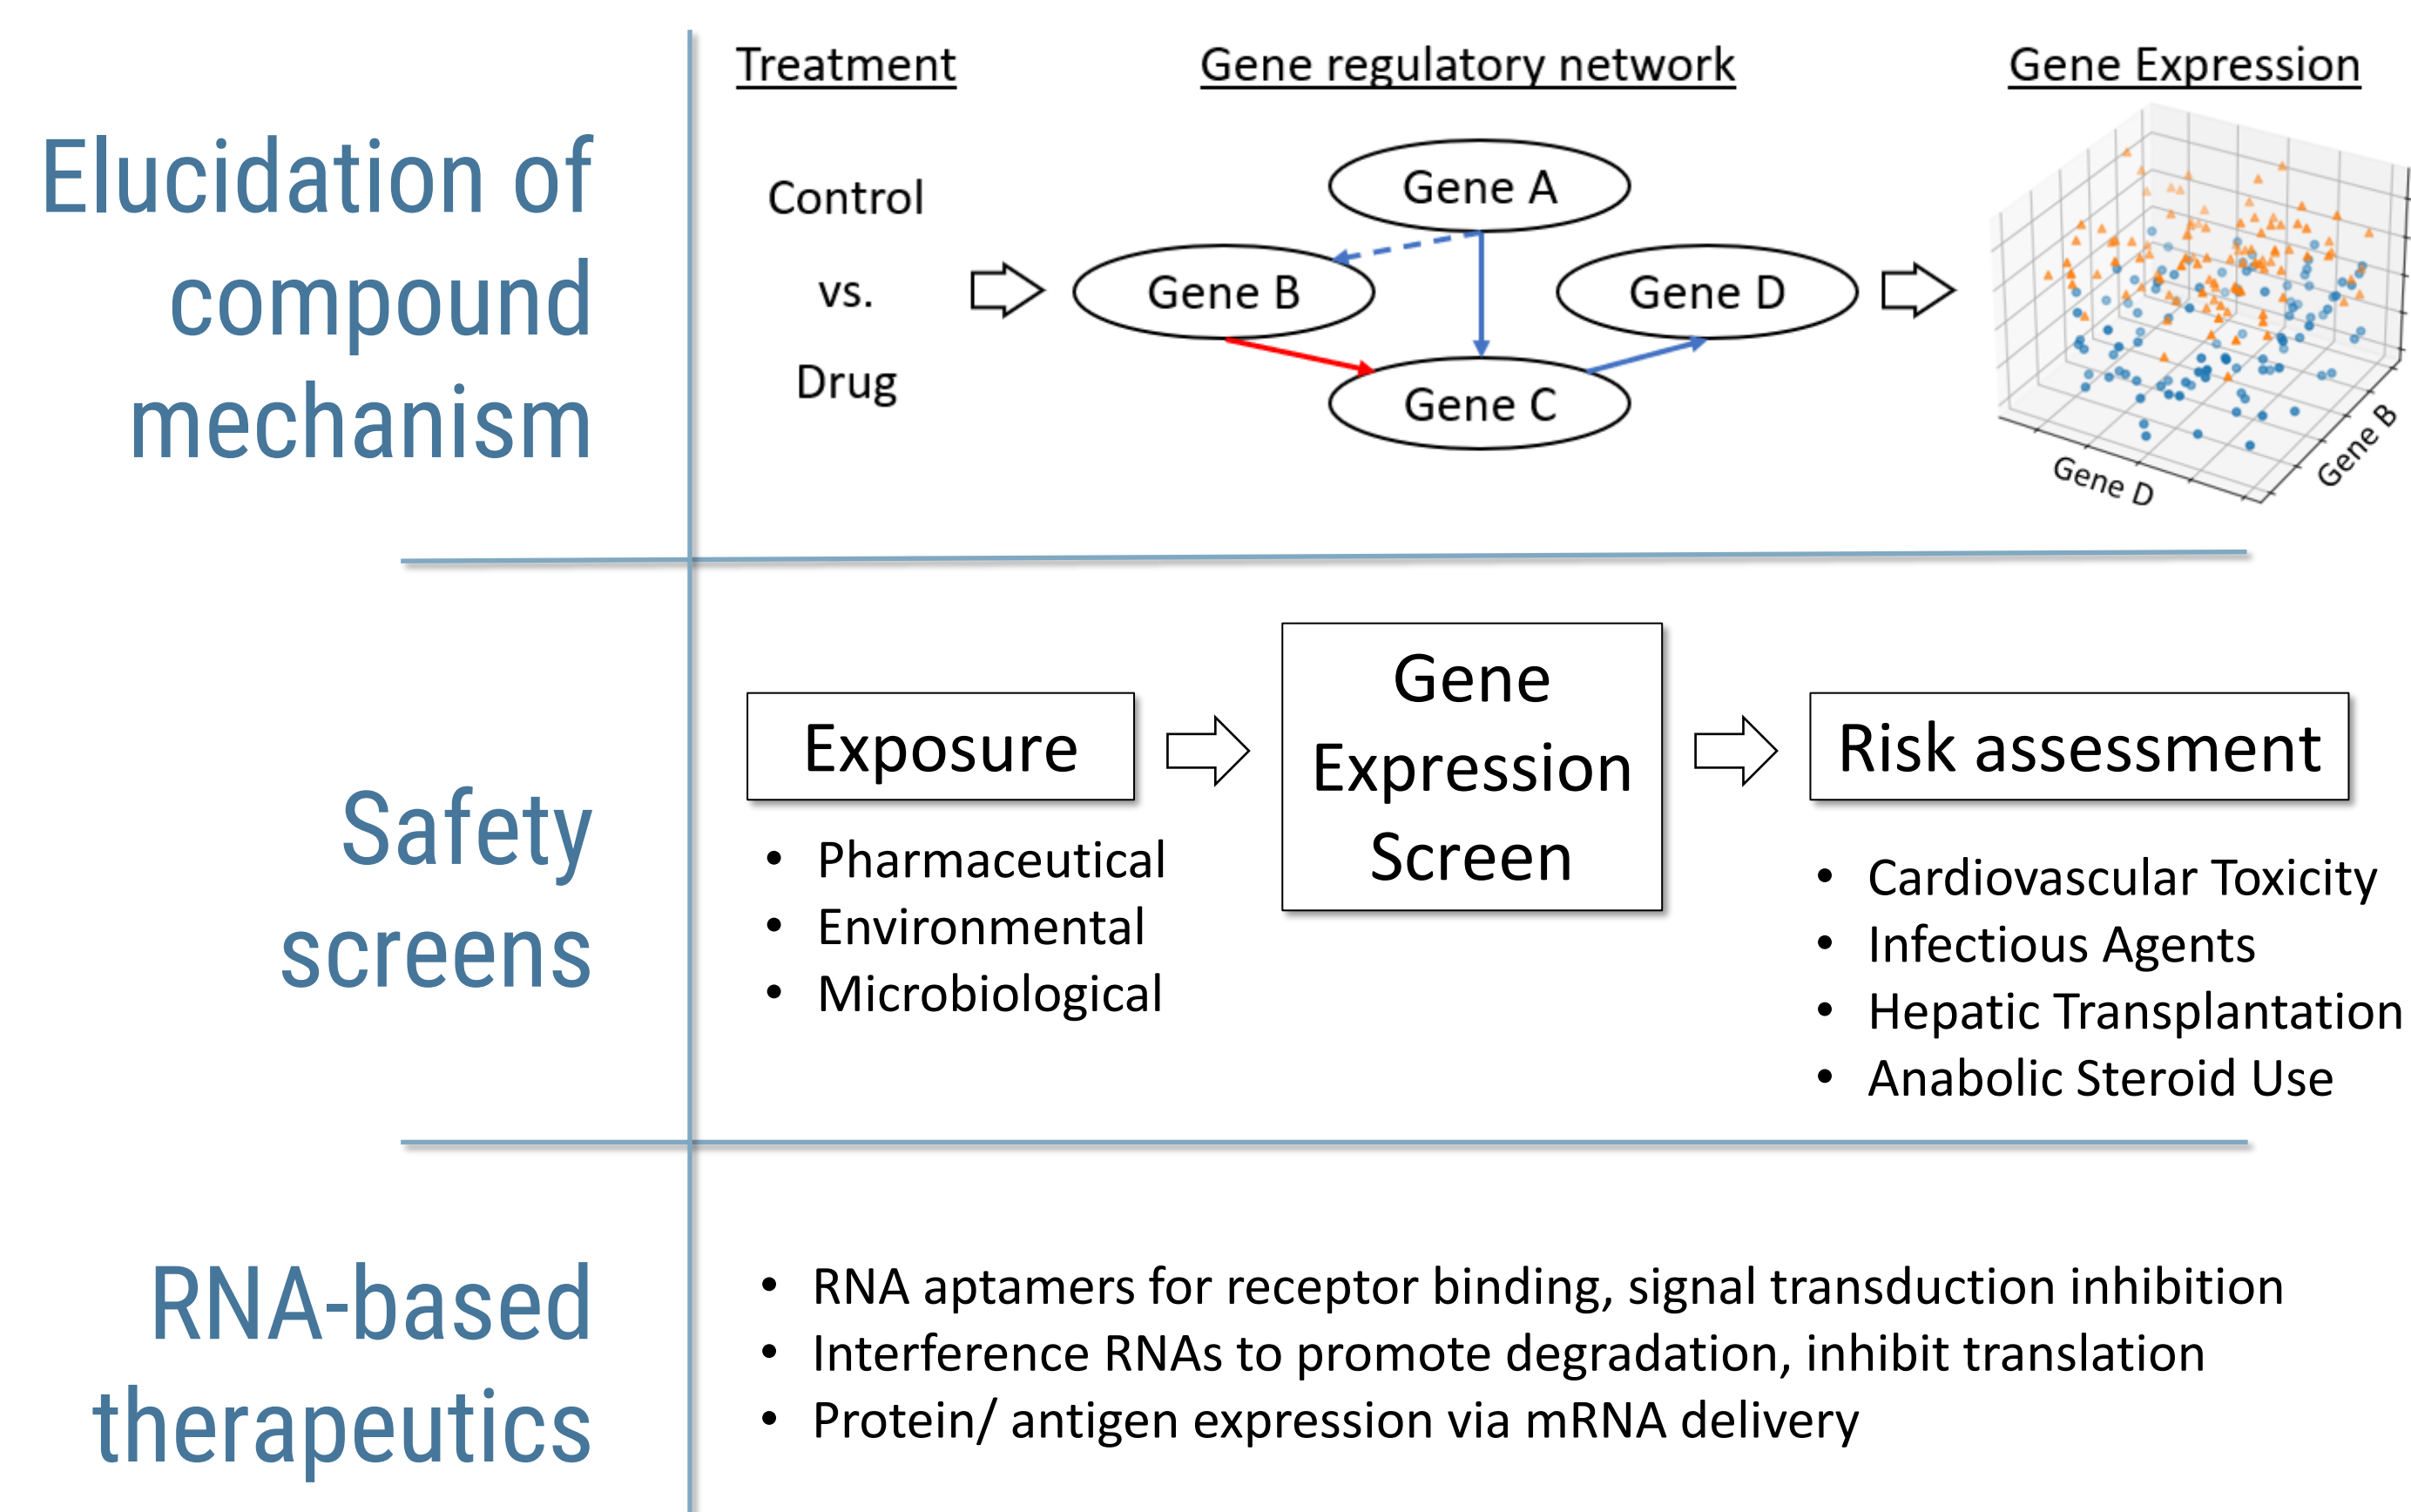 Elucidation of
compound
mechanism
Treatment
Control
vs.
Drug
Gene regulatory network
Gene A
Gene B
Gene D
Gene C
Gene Expression
Gene D
Gene B
Safety
screens
Exposure
• Pharmaceutical
• Environmental
• Microbiological
Gene
Expression
Screen
Risk assessment
• Cardiovascular Toxicity
• Infectious Agents
• Hepatic Transplantation
• Anabolic Steroid Use
RNA-based
therapeutics
• RNA aptamers for receptor binding, signal transduction inhibition
• Interference RNAs to promote degradation, inhibit translation
• Protein/ antigen expression via mRNA delivery